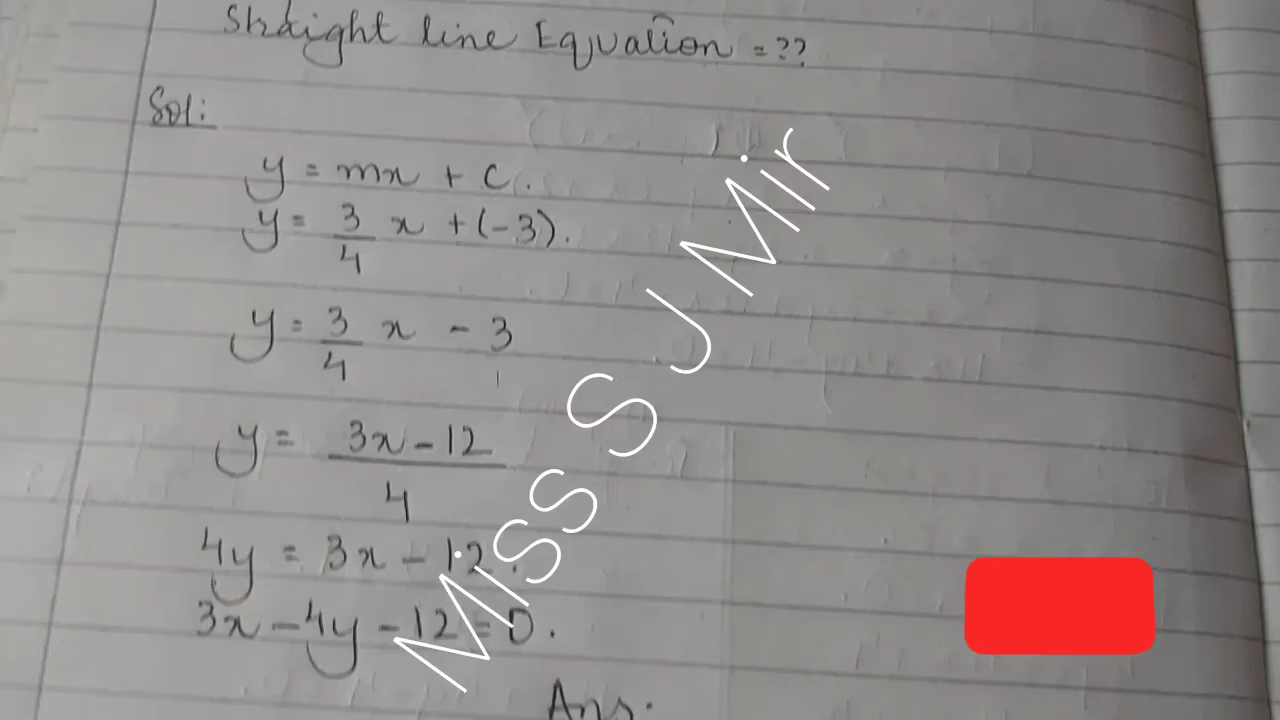 Straight line Equation = ??
Sol:
y = mx + c.
y = 3/4 x + (-3).
y = 3/4 x - 3
y = 3x - 12 / 4
4y = 3x - 12.
3x - 4y - 12 = 0.
Ans.
Miss S J Mir